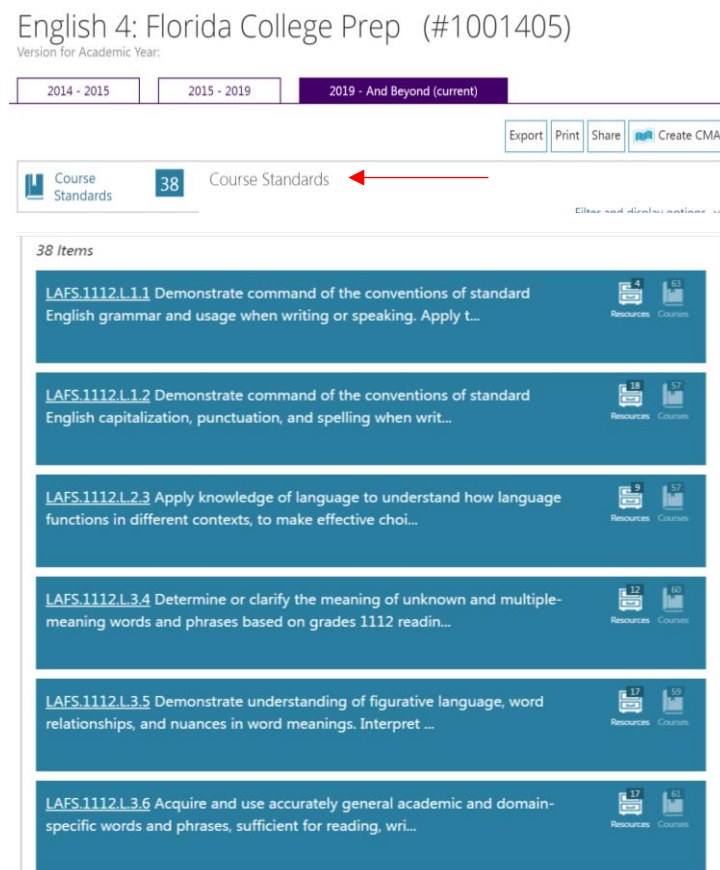 English 4: Florida College Prep (#1001405)
Version for Academic Year:
2014 - 2015 2015 - 2019 2019 - And Beyond (current)
Export Print Share Create CMA
Course Standards 38 Course Standards
Filter and display options
38 Items
LAFS.1112.L.1.1 Demonstrate command of the conventions of standard
English grammar and usage when writing or speaking. Apply t...
4 63
Resources Courses
LAFS.1112.L.1.2 Demonstrate command of the conventions of standard
English capitalization, punctuation, and spelling when writ...
18 57
Resources Courses
LAFS.1112.L.2.3 Apply knowledge of language to understand how language
functions in different contexts, to make effective choi...
9 57
Resources Courses
LAFS.1112.L.3.4 Determine or clarify the meaning of unknown and multiple-
meaning words and phrases based on grades 1112 readin...
12 60
Resources Courses
LAFS.1112.L.3.5 Demonstrate understanding of figurative language, word
relationships, and nuances in word meanings. Interpret ...
17 59
Resources Courses
LAFS.1112.L.3.6 Acquire and use accurately general academic and domain-
specific words and phrases, sufficient for reading, wri...
17 61
Resources Courses